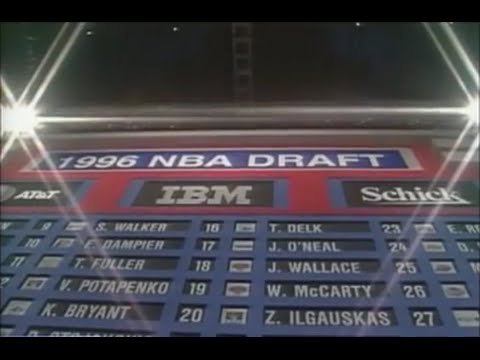 1996 NBA DRAFT
AT&T IBM Schick
9 S. WALKER 16 T. DELK 23 E. R
10 E. DAMPIER 17 J. O'NEAL 24
11 T. FULLER 18 J. WALLACE 25
V. POTAPENKO 19 W. McCARTY 26
K. BRYANT 20 Z. ILGAUSKAS 27